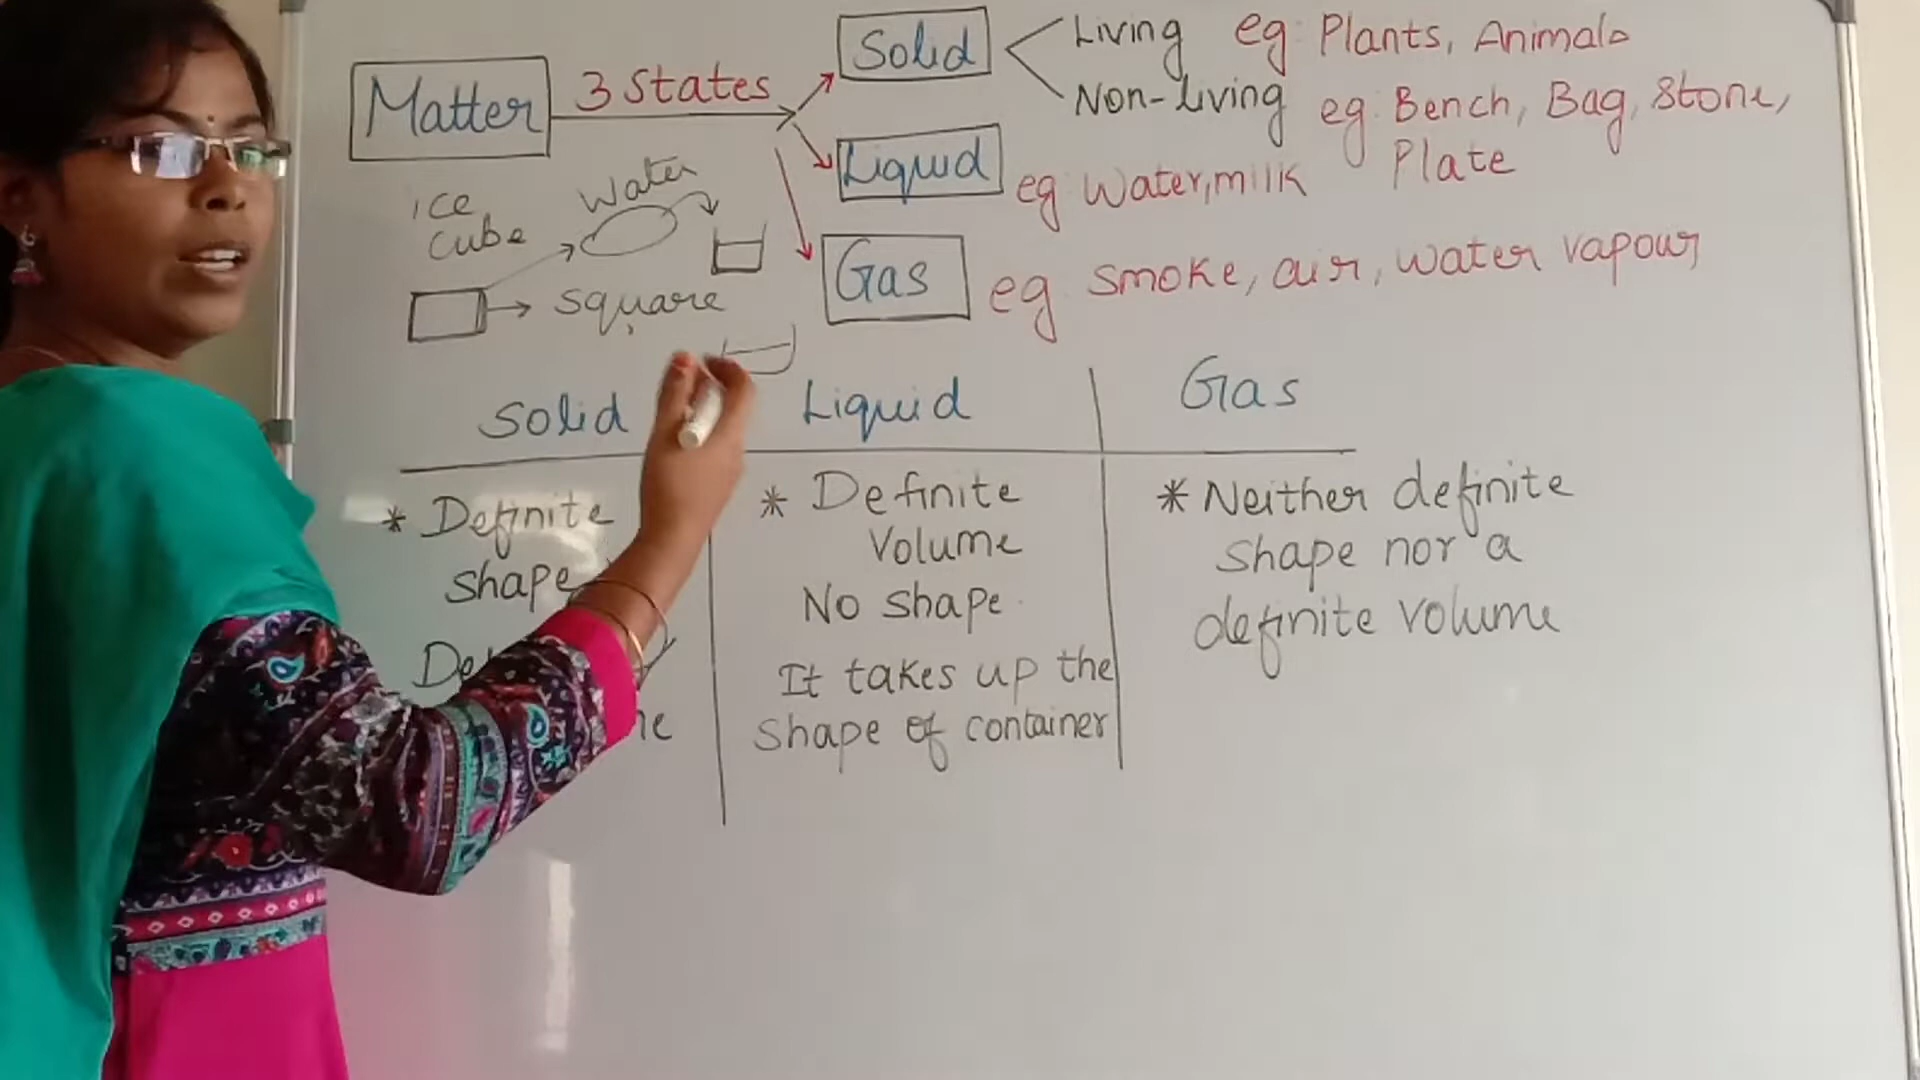 Matter
3 States
Solid
Living eg: Plants, Animals
Non-living eg: Bench, Bag, Stone,
Plate
Liquid
eg Water, milk
Gas
eg smoke, air, water vapour,
ice
cube
water
square
Solid
Liquid
Gas
* Definite
shape
* Definite
Volume
No shape
It takes up the
shape of container
* Neither definite
shape nor a
definite volume